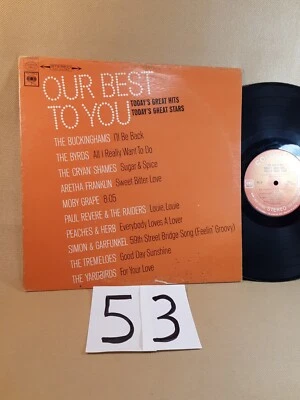 OUR BEST
TO YOU
TODAY'S GREAT HITS
TODAY'S GREAT STARS
THE BUCKINGHAMS I'll Be Back
THE BYRDS All I Really Want To Do
THE CRYAN SHAMES Sugar & Spice
ARETHA FRANKLIN Sweet Bitter Love
MOBY GRAPE 8:05
PAUL REVERE & THE RAIDERS Louie, Louie
PEACHES & HERB Everybody Loves A Lover
SIMON & GARFUNKEL 59th Street Bridge Song (Feelin' Groovy)
THE TREMELOES Good Day Sunshine
THE YARDBIRDS For Your Love
53